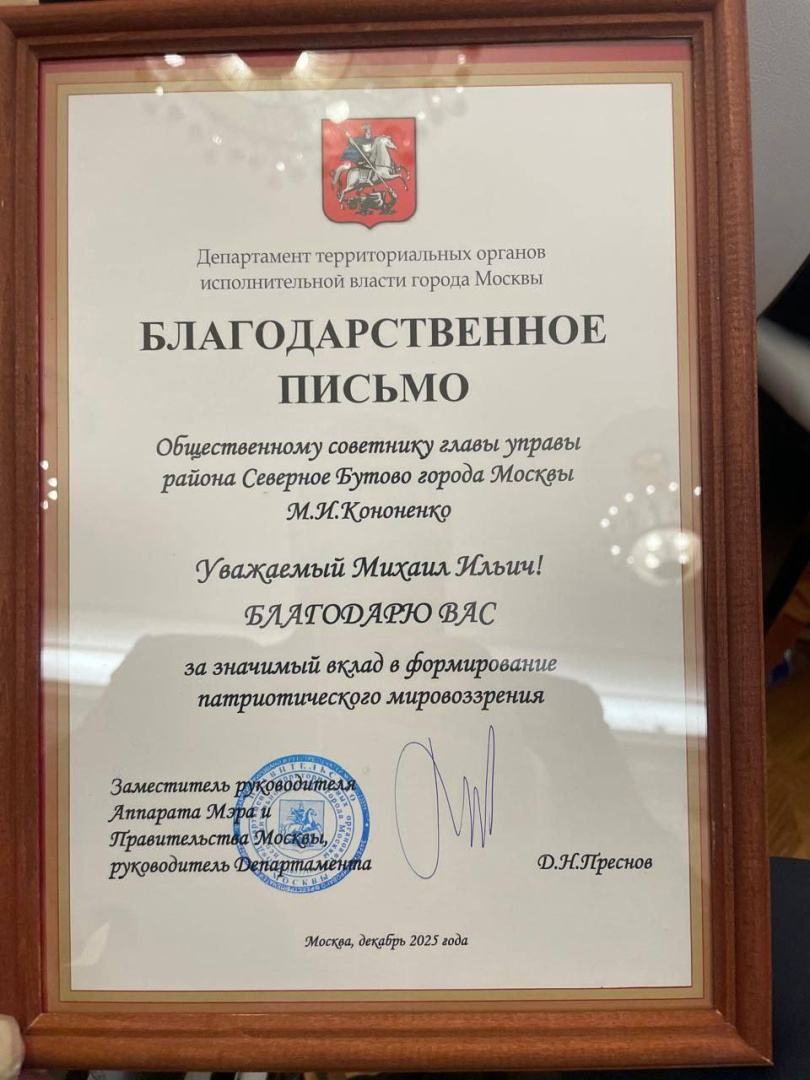 Департамент территориальных органов
исполнительной власти города Москвы
БЛАГОДАРСТВЕННОЕ
ПИСЬМО
Общественному советнику главы управы
района Северное Бутово города Москвы
М.И.Кононенко
Уважаемый Михаил Ильич!
БЛАГОДАРЮ ВАС
за значимый вклад в формирование
патриотического мировоззрения
Заместитель руководителя
Аппарата Мэра и
Правительства Москвы,
руководитель Департамента
Д.Н.Преснов
Москва, декабрь 2025 года